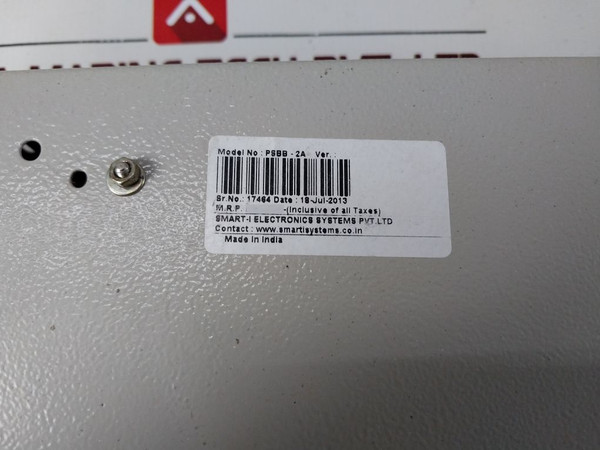 Model No : PSBB - 2A Ver. :
Sr.No.: 17464 Date : 18-Jul-2013
M.R.P. -(Inclusive of all Taxes)
SMART-I ELECTRONICS SYSTEMS PVT.LTD
Contact : www.smartisystems.co.in
Made in India